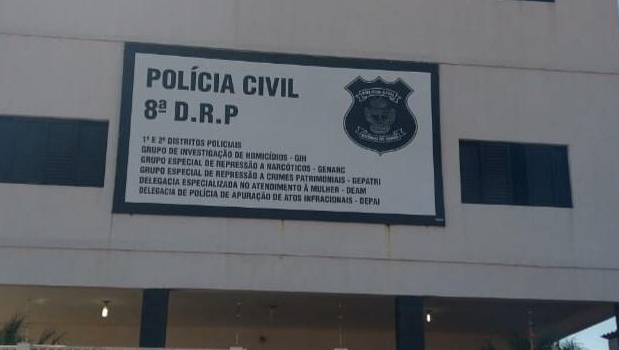 POLÍCIA CIVIL
8ª D.R.P
1º E 2º DISTRITOS POLICIAIS
GRUPO DE INVESTIGAÇÃO DE HOMICÍDIOS - GIH
GRUPO ESPECIAL DE REPRESSÃO A NARCÓTICOS - GENARC
GRUPO ESPECIAL DE REPRESSÃO A CRIMES PATRIMONIAIS - GEPATRI
DELEGACIA ESPECIALIZADA NO ATENDIMENTO À MULHER - DEAM
DELEGACIA DE POLICIA DE APURAÇÃO DE ATOS INFRACIONAIS - DEPAI
POLÍCIA CIVIL